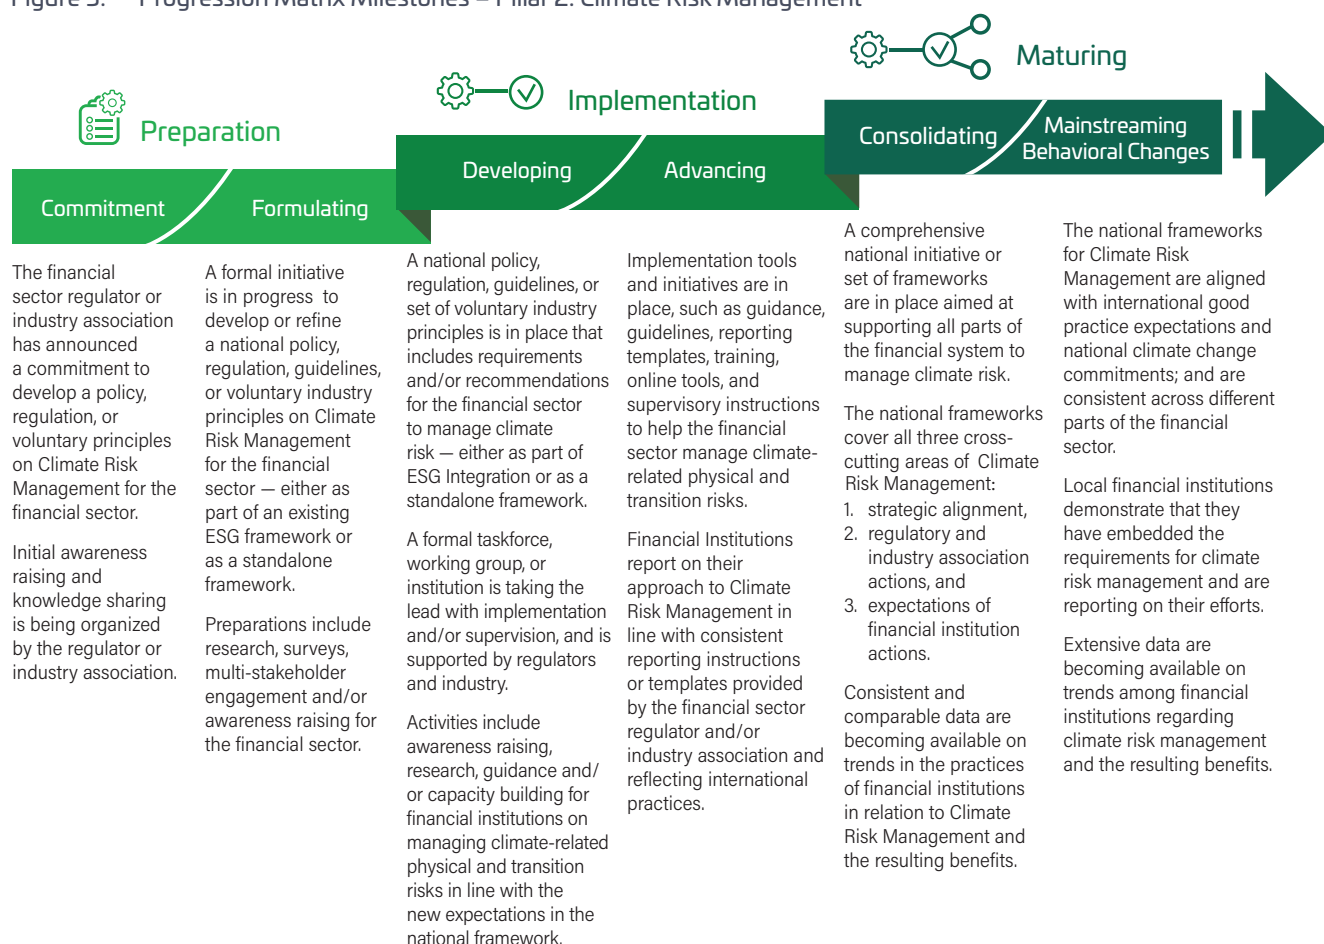 Figure 5. Progression Matrix Milestones – Pillar 2: Climate Risk Management
Preparation
Implementation
Maturing
Commitment
Formulating
Developing
Advancing
Consolidating
Mainstreaming
Behavioral Changes
The financial
sector regulator or
industry association
has announced
a commitment to
develop a policy,
regulation, or
voluntary principles
on Climate Risk
Management for the
financial sector.
Initial awareness
raising and
knowledge sharing
is being organized
by the regulator or
industry association.
A formal initiative
is in progress to
develop or refine
a national policy,
regulation, guidelines,
or voluntary industry
principles on Climate
Risk Management
for the financial
sector — either as
part of an existing
ESG framework or
as a standalone
framework.
Preparations include
research, surveys,
multi-stakeholder
engagement and/or
awareness raising for
the financial sector.
A national policy,
regulation, guidelines, or
set of voluntary industry
principles is in place that
includes requirements
and/or recommendations
for the financial sector
to manage climate
risk — either as part of
ESG Integration or as a
standalone framework.
A formal taskforce,
working group, or
institution is taking the
lead with implementation
and/or supervision, and is
supported by regulators
and industry.
Activities include
awareness raising,
research, guidance and/
or capacity building for
financial institutions on
managing climate-related
physical and transition
risks in line with the
new expectations in the
national framework.
Implementation tools
and initiatives are in
place, such as guidance,
guidelines, reporting
templates, training,
online tools, and
supervisory instructions
to help the financial
sector manage climate-
related physical and
transition risks.
Financial Institutions
report on their
approach to Climate
Risk Management in
line with consistent
reporting instructions
or templates provided
by the financial sector
regulator and/or
industry association and
reflecting international
practices.
A comprehensive
national initiative or
set of frameworks
are in place aimed at
supporting all parts of
the financial system to
manage climate risk.
The national frameworks
cover all three cross-
cutting areas of Climate
Risk Management:
1. strategic alignment,
2. regulatory and
industry association
actions, and
3. expectations of
financial institution
actions.
Consistent and
comparable data are
becoming available on
trends in the practices
of financial institutions
in relation to Climate
Risk Management and
the resulting benefits.
The national frameworks
for Climate Risk
Management are aligned
with international good
practice expectations and
national climate change
commitments; and are
consistent across different
parts of the financial
sector.
Local financial institutions
demonstrate that they
have embedded the
requirements for climate
risk management and are
reporting on their efforts.
Extensive data are
becoming available on
trends among financial
institutions regarding
climate risk management
and the resulting benefits.